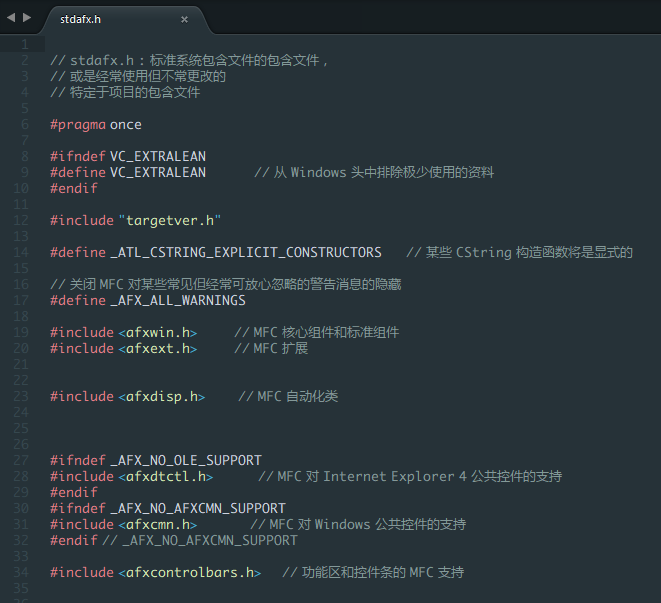 stdafx.h
1
2 // stdafx.h : 标准系统包含文件的包含文件，
3 // 或是经常使用但不常更改的
4 // 特定于项目的包含文件
5
6 #pragma once
7
8 #ifndef VC_EXTRALEAN
9 #define VC_EXTRALEAN // 从 Windows 头中排除极少使用的资料
10 #endif
11
12 #include "targetver.h"
13
14 #define _ATL_CSTRING_EXPLICIT_CONSTRUCTORS // 某些 CString 构造函数将是显式的
15
16 // 关闭 MFC 对某些常见但经常可放心忽略的警告消息的隐藏
17 #define _AFX_ALL_WARNINGS
18
19 #include <afxwin.h> // MFC 核心组件和标准组件
20 #include <afxext.h> // MFC 扩展
21
22
23 #include <afxdisp.h> // MFC 自动化类
24
25
26
27 #ifndef _AFX_NO_OLE_SUPPORT
28 #include <afxdtctl.h> // MFC 对 Internet Explorer 4 公共控件的支持
29 #endif
30 #ifndef _AFX_NO_AFXCMN_SUPPORT
31 #include <afxcmn.h> // MFC 对 Windows 公共控件的支持
32 #endif // _AFX_NO_AFXCMN_SUPPORT
33
34 #include <afxcontrolbars.h> // 功能区和控件条的 MFC 支持
35
36